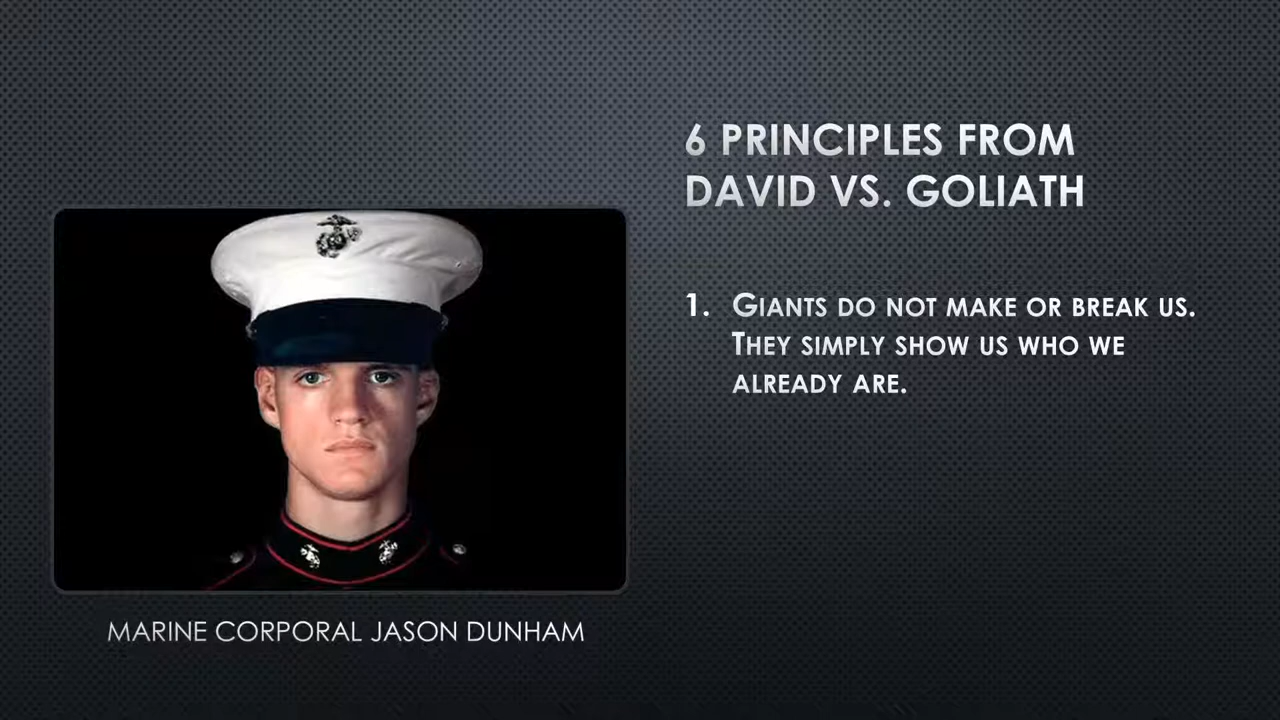 6 PRINCIPLES FROM
DAVID VS. GOLIATH
1. GIANTS DO NOT MAKE OR BREAK US.
THEY SIMPLY SHOW US WHO WE
ALREADY ARE.
MARINE CORPORAL JASON DUNHAM